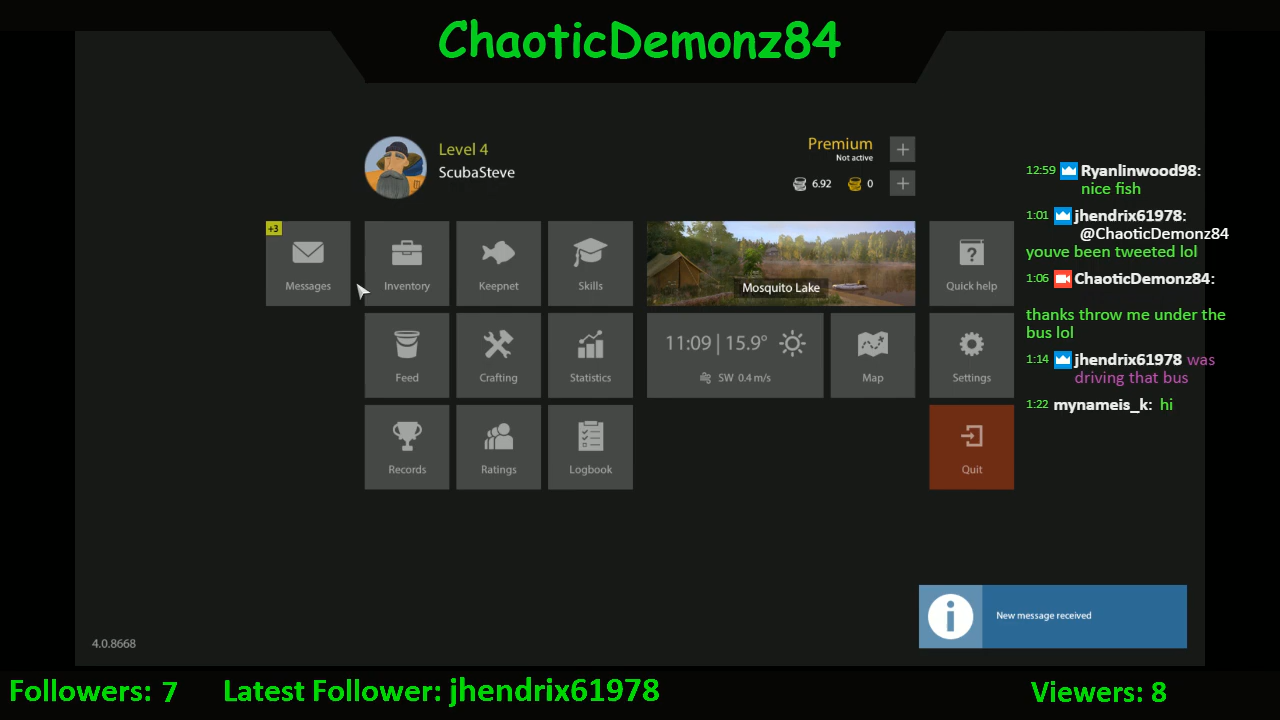 ChaoticDemonz84
Level 4
ScubaSteve
Premium
Not active
6.92
0
+3
Messages
Inventory
Keepnet
Skills
Mosquito Lake
Quick help
Feed
Crafting
Statistics
11:09 | 15.9°
SW 0.4 m/s
Map
Settings
Records
Ratings
Logbook
Quit
12:59 Ryanlinwood98:
nice fish
1:01 jhendrix61978:
@ChaoticDemonz84
youve been tweeted lol
1:06 ChaoticDemonz84:
thanks throw me under the
bus lol
1:14 jhendrix61978 was
driving that bus
1:22 mynameis_k: hi
New message received
4.0.8668
Followers: 7
Latest Follower: jhendrix61978
Viewers: 8